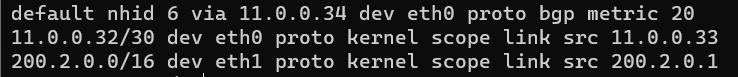 default nhid 6 via 11.0.0.34 dev eth0 proto bgp metric 20
11.0.0.32/30 dev eth0 proto kernel scope link src 11.0.0.33
200.2.0.0/16 dev eth1 proto kernel scope link src 200.2.0.1